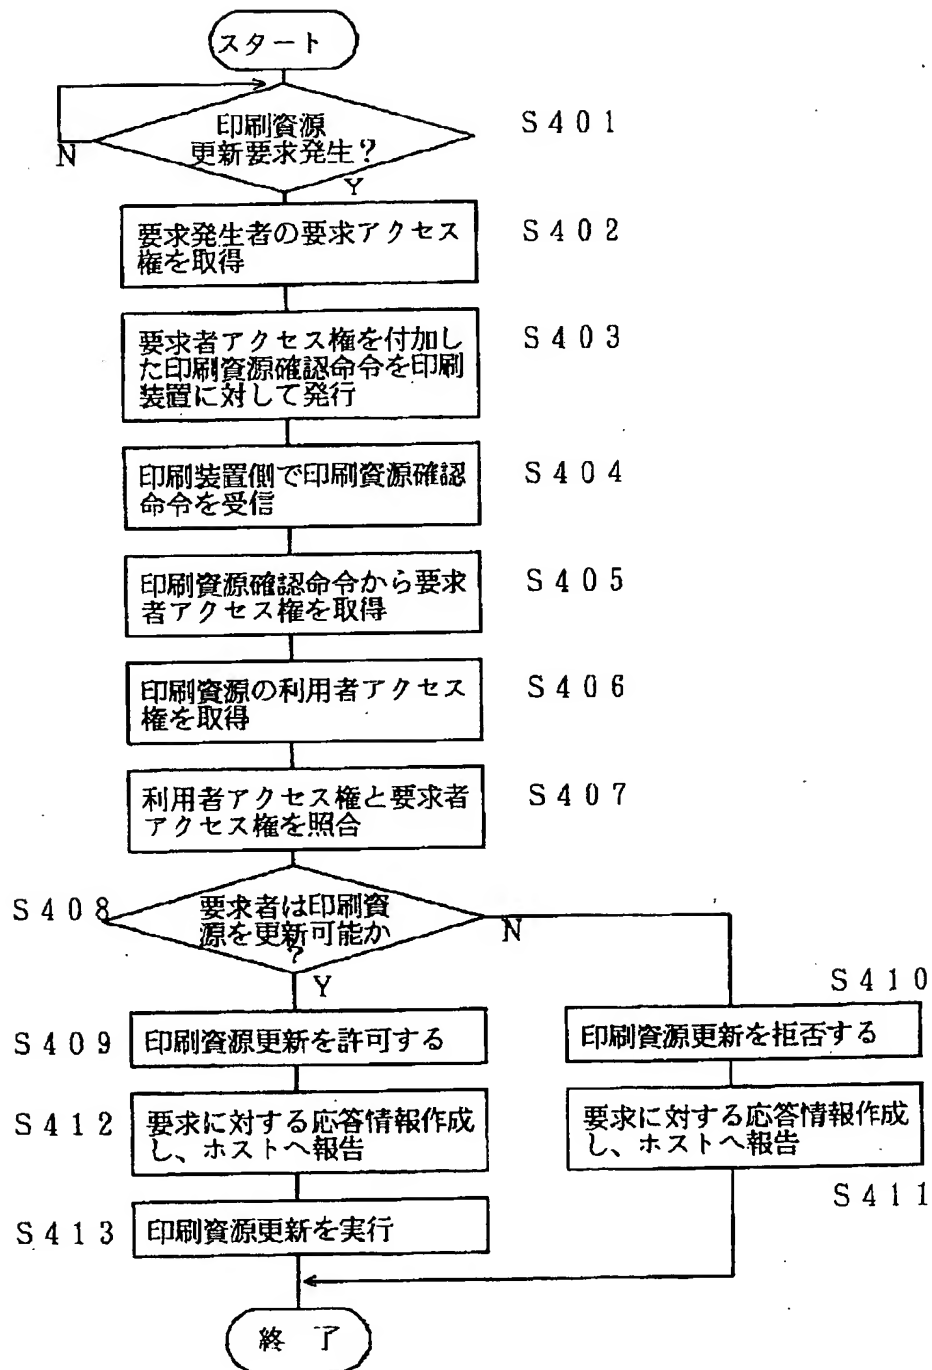 スタート
印刷資源
更新要求発生?
S401
N
Y
要求発生者の要求アクセス
権を取得
S402
要求者アクセス権を付加し
た印刷資源確認命令を印刷
装置に対して発行
S403
印刷装置側で印刷資源確認
命令を受信
S404
印刷資源確認命令から要求
者アクセス権を取得
S405
印刷資源の利用者アクセス
権を取得
S406
利用者アクセス権と要求者
アクセス権を照合
S407
S408
要求者は印刷資
源を更新可能か
?
N
Y
S410
S409
印刷資源更新を許可する
印刷資源更新を拒否する
S412
要求に対する応答情報作成
し、ホストへ報告
要求に対する応答情報作成
し、ホストへ報告
S411
S413
印刷資源更新を実行
終 了